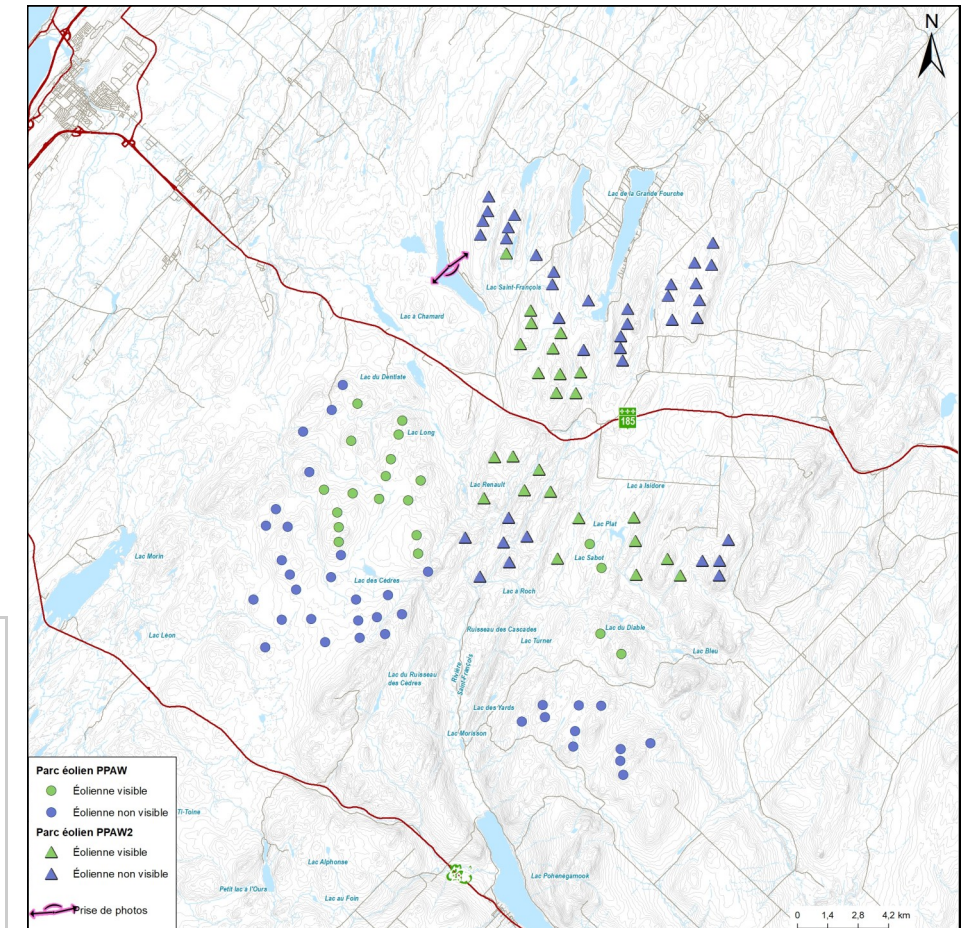 N
Lac de la Grande Fourche
Lac Saint-François
Lac à Chamard
Lac du Dentiste
185
Lac Long
Lac Renault
Lac à Isidore
Lac Plat
Lac Morin
Lac Sabot
Lac des Cèdres
Lac à Roch
Lac Léon
Ruisseau des Cascades
Lac du Diable
Lac Turner
Lac Bleu
Rivière
Saint-François
Lac du Ruisseau
des Cèdres
Lac des Yards
Lac Morisson
Parc éolien PPAW
Éolienne visible
Éolienne non visible
Ti-Toine
Parc éolien PPAW2
Éolienne visible
Éolienne non visible
Prise de photos
Lac Alphonse
Lac Pohénégamook
Petit lac à l'Ours
Lac au Foin
0 1,4 2,8 4,2 km